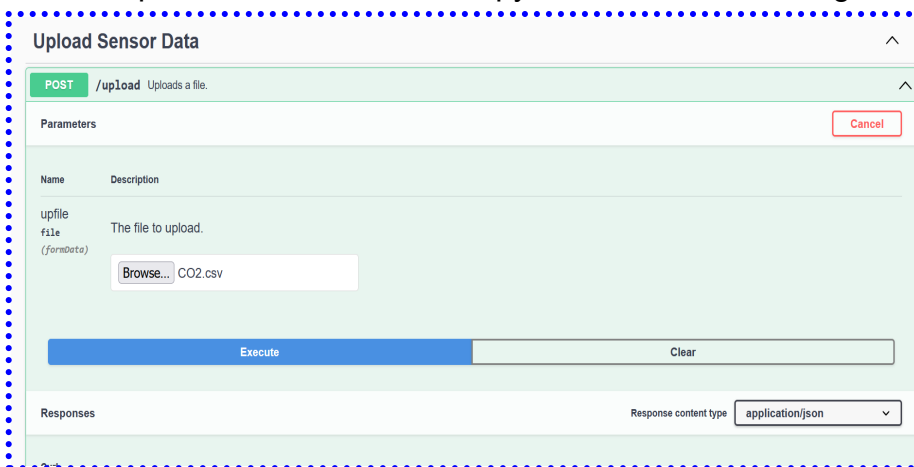 Upload Sensor Data
POST /upload Uploads a file.
Parameters
Cancel
Name Description
upfile
file
(formData)
The file to upload.
Browse... CO2.csv
Execute Clear
Responses
Response content type application/json